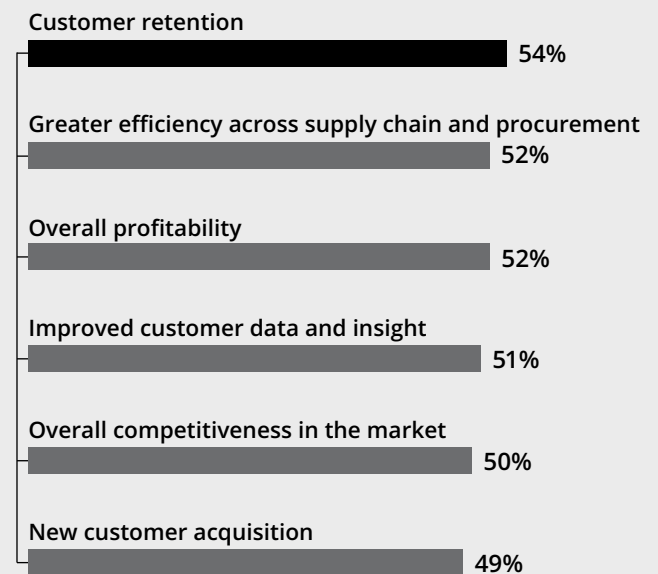 Customer retention
54%
Greater efficiency across supply chain and procurement
52%
Overall profitability
52%
Improved customer data and insight
51%
Overall competitiveness in the market
50%
New customer acquisition
49%